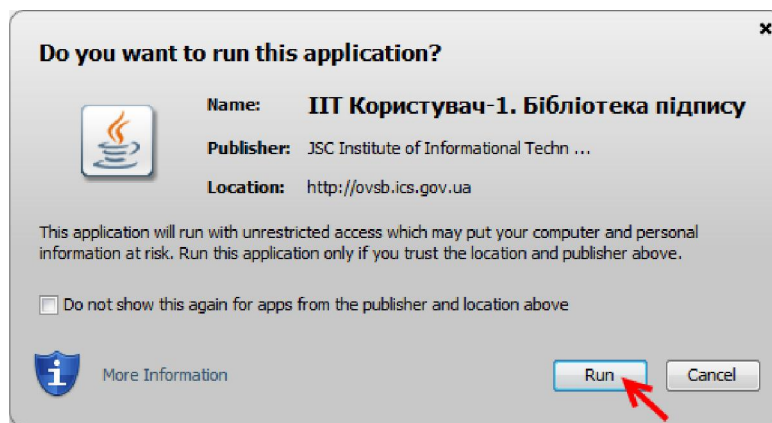 Do you want to run this application?
Name: ІІТ Користувач-1. Бібліотека підпису
Publisher: JSC Institute of Informational Techn ...
Location: http://ovsb.ics.gov.ua
This application will run with unrestricted access which may put your computer and personal
information at risk. Run this application only if you trust the location and publisher above.
Do not show this again for apps from the publisher and location above
More Information Run Cancel